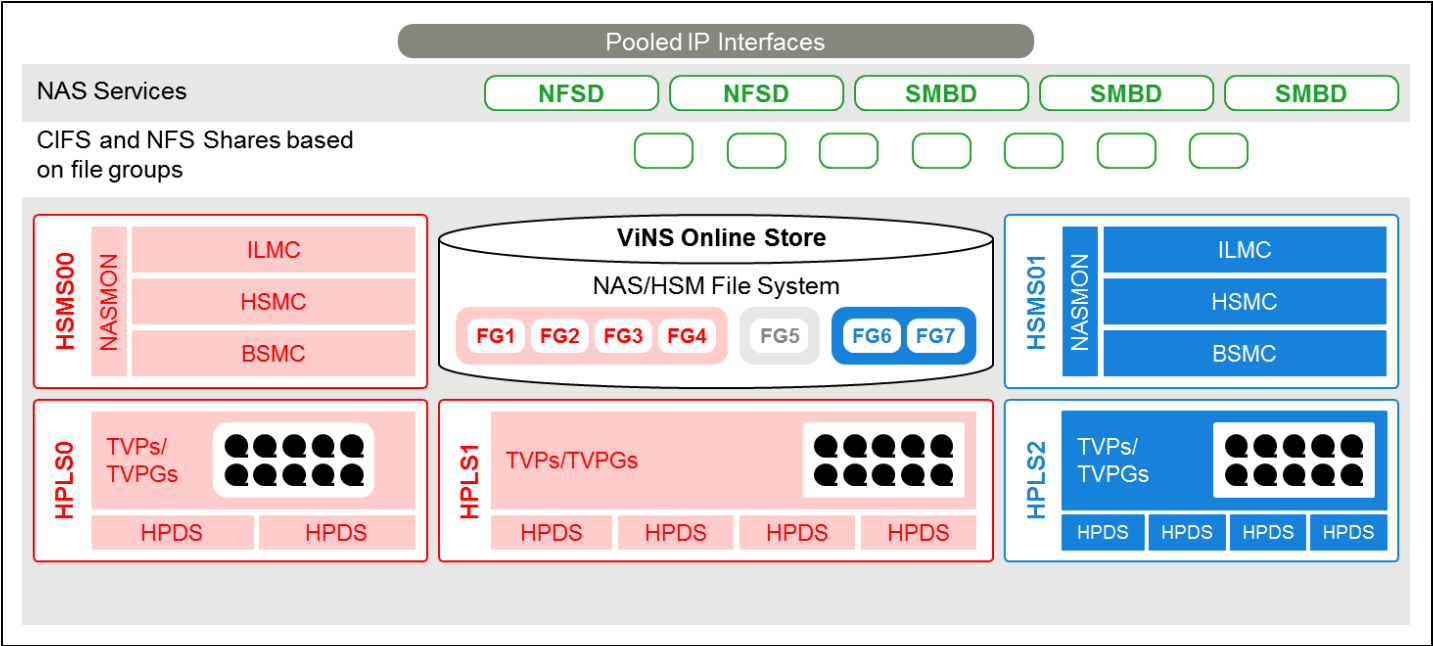 Pooled IP Interfaces
NAS Services
NFSD
NFSD
SMBD
SMBD
SMBD
CIFS and NFS Shares based
on file groups
HSMS00
NASMON
ILMC
HSMC
BSMC
ViNS Online Store
NAS/HSM File System
FG1
FG2
FG3
FG4
FG5
FG6
FG7
HSMS01
NASMON
ILMC
HSMC
BSMC
HPLS0
TVPs/
TVPGs
HPDS
HPDS
HPLS1
TVPs/TVPGs
HPDS
HPDS
HPDS
HPDS
HPLS2
TVPs/
TVPGs
HPDS
HPDS
HPDS
HPDS